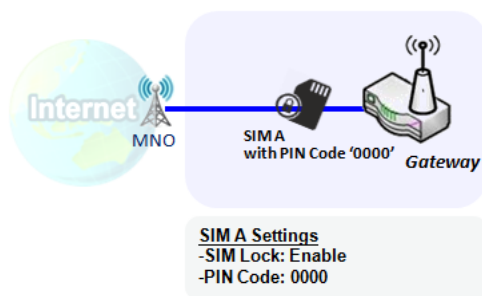 Internet
MNO
SIM A
with PIN Code ‘0000’
Gateway
SIM A Settings
-SIM Lock: Enable
-PIN Code: 0000